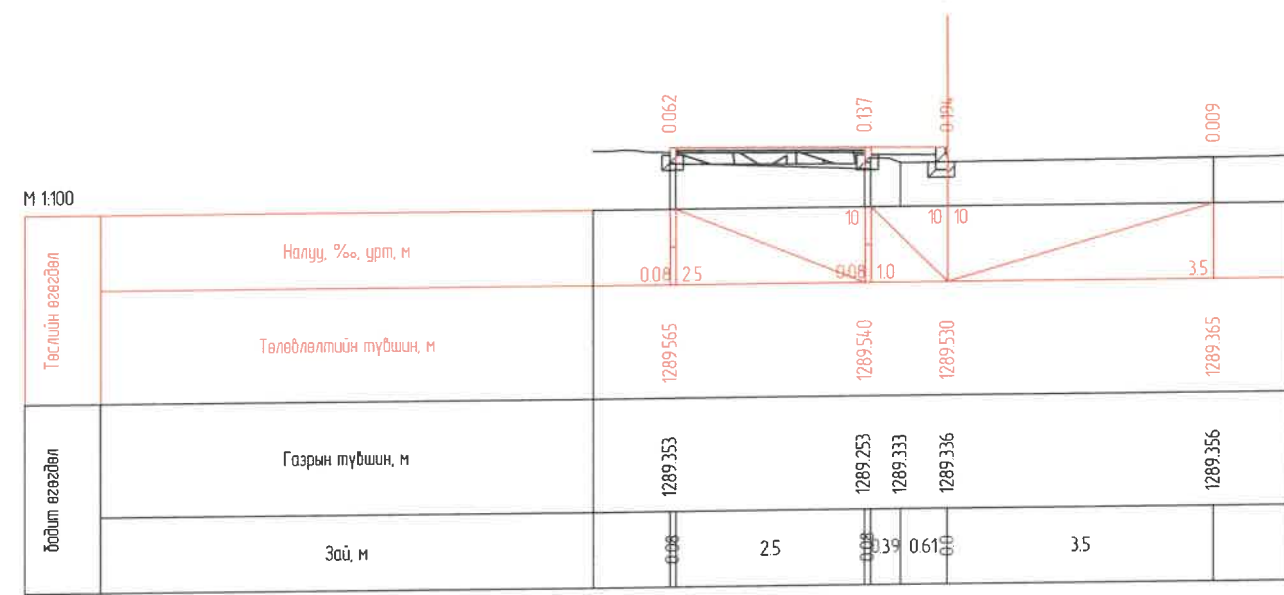 0.062 0.137 0.194 0.009
М 1:100
Төслийн өгөгдөл
Налуу, ‰, урт, м
10 10 10
0.08 2.5 0.08 1.0 3.5
Төлөвлөлтийн түвшин, м
1289.565 1289.540 1289.530 1289.365
Бодит өгөгдөл
Газрын түвшин, м
1289.353 1289.253 1289.333 1289.336 1289.356
Зай, м
0.08 2.5 0.08 0.39 0.61 0.0 3.5